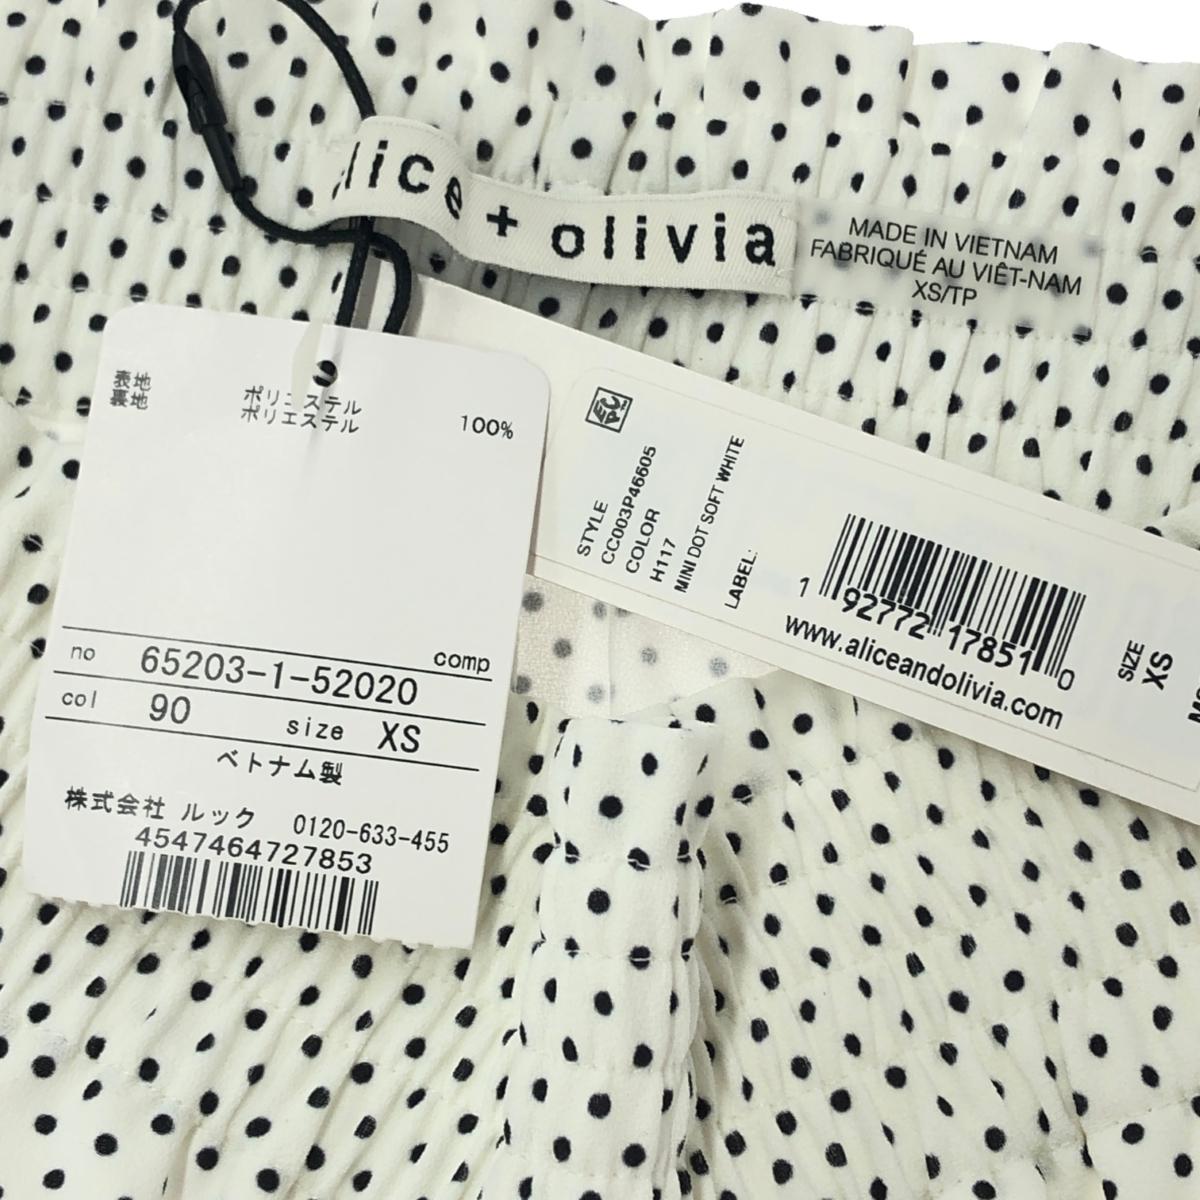 lice + olivia
MADE IN VIETNAM
FABRIQUÉ AU VIÊT-NAM
XS/TP
表地 ポリエステル
裏地 ポリエステル 100%
comp
no 65203-1-52020
col 90 size XS
ベトナム製
株式会社 ルック 0120-633-455
4547464727853
STYLE
CC003P46605
COLOR
H117
MINI DOT SOFT WHITE
LABEL:
1 92772 17851 0
www.aliceandolivia.com
SIZE
XS